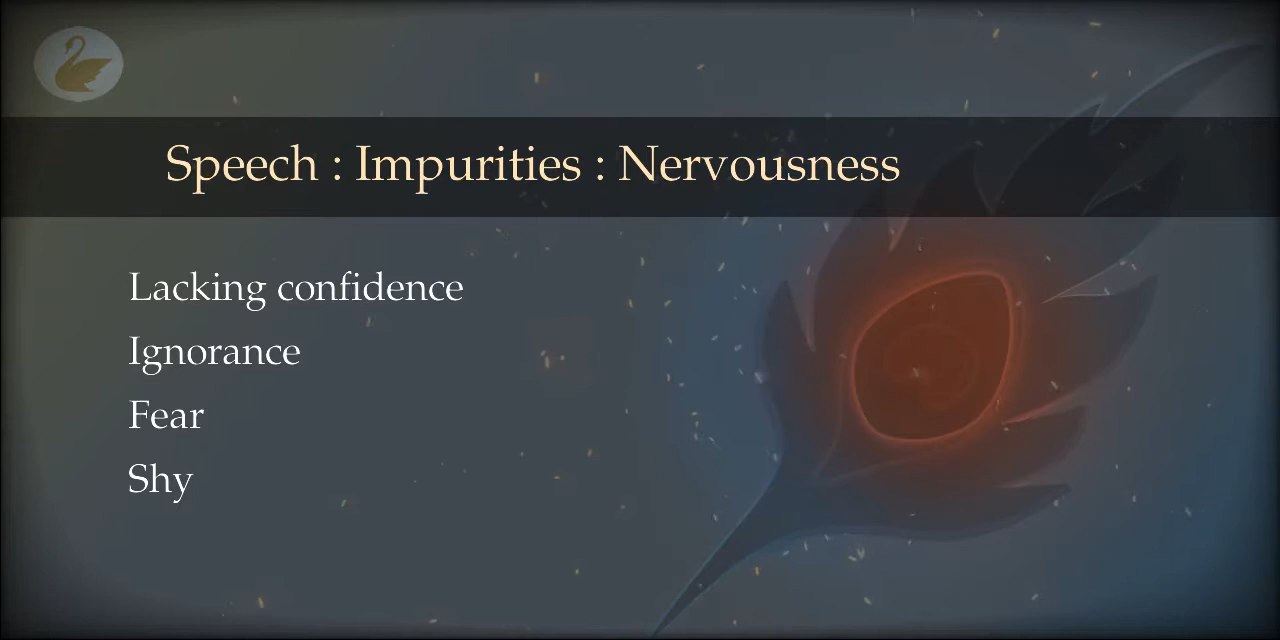 Speech : Impurities : Nervousness
Lacking confidence
Ignorance
Fear
Shy